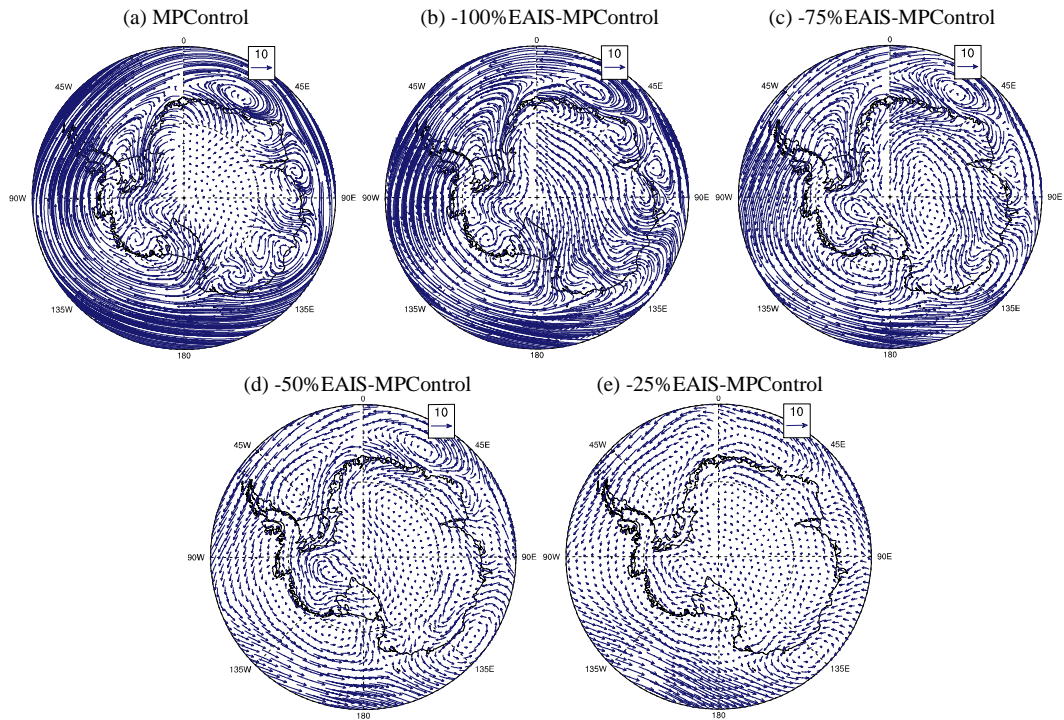 (a) MPControl
(b) -100%EAIS-MPControl
(c) -75%EAIS-MPControl
0
10
45W
45E
90W
90E
135W
135E
180
0
10
45W
45E
90W
90E
135W
135E
180
0
10
45W
45E
90W
90E
135W
135E
180
(d) -50%EAIS-MPControl
(e) -25%EAIS-MPControl
0
10
45W
45E
90W
90E
135W
135E
180
0
10
45W
45E
90W
90E
135W
135E
180